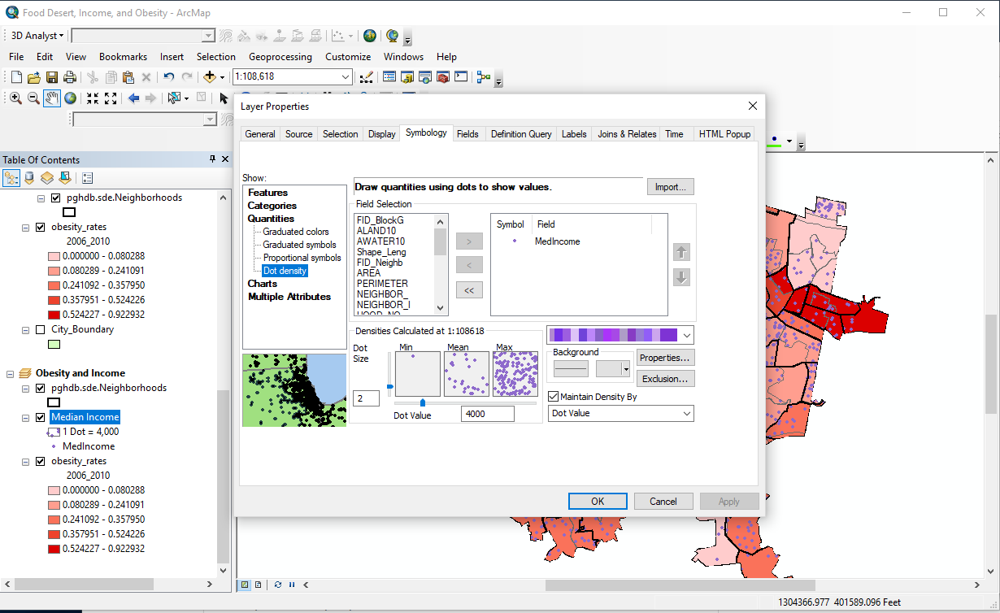 Food Desert, Income, and Obesity - ArcMap
3D Analyst
File Edit View Bookmarks Insert Selection Geoprocessing Customize Windows Help
1:108,618
Layer Properties
General Source Selection Display Symbology Fields Definition Query Labels Joins & Relates Time HTML Popup
Table Of Contents
pghdb.sde.Neighborhoods
obesity_rates
2006_2010
0.000000 - 0.080288
0.080289 - 0.241091
0.241092 - 0.357950
0.357951 - 0.524226
0.524227 - 0.922932
City_Boundary
Obesity and Income
pghdb.sde.Neighborhoods
Median Income
1 Dot = 4,000
MedIncome
obesity_rates
2006_2010
0.000000 - 0.080288
0.080289 - 0.241091
0.241092 - 0.357950
0.357951 - 0.524226
0.524227 - 0.922932
Show:
Features
Categories
Quantities
Graduated colors
Graduated symbols
Proportional symbols
Dot density
Charts
Multiple Attributes
Draw quantities using dots to show values.
Import...
Field Selection
FID_BlockG
ALAND10
AWATER10
Shape_Leng
FID_Neighb
AREA
PERIMETER
NEIGHBOR_
NEIGHBOR_I
HOOD_NO
>
<
<<
Symbol Field
MedIncome
Densities Calculated at 1:108618
Dot Size
Min Mean Max
2
Dot Value
4000
Background
Properties...
Exclusion...
Maintain Density By
Dot Value
OK Cancel Apply
1304366.977 401589.096 Feet